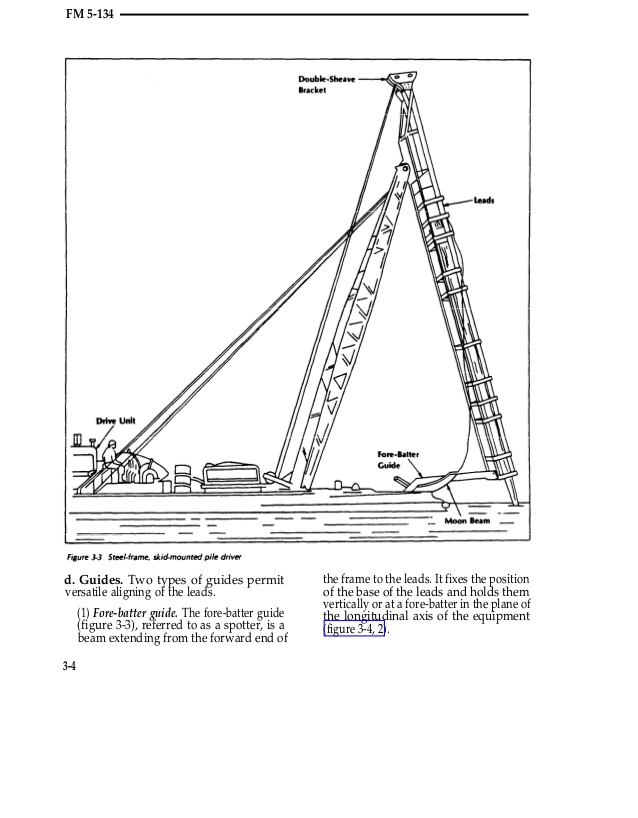 FM 5-134
Double-Sheave
Bracket
Leads
Drive Unit
Fore-Batter
Guide
Moon Beam
Figure 3-3 Steel-frame, skid-mounted pile driver
d. Guides. Two types of guides permit
versatile aligning of the leads.
(1) Fore-batter guide. The fore-batter guide
(figure 3-3), referred to as a spotter, is a
beam extending from the forward end of
the frame to the leads. It fixes the position
of the base of the leads and holds them
vertically or at a fore-batter in the plane of
the longitudinal axis of the equipment
(figure 3-4, 2).
3-4